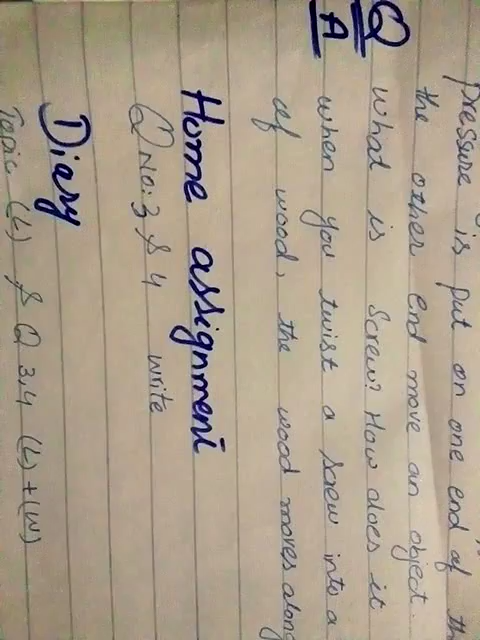 Pressure is put on one end of
the other end move an object.
Q What is Screw? How does it
A when you twist a screw into a
of wood, the wood moves along
Home assignment
Q No: 3 & 4 write
Diary
Topic (L) & Q 3,4 (L)+(W)